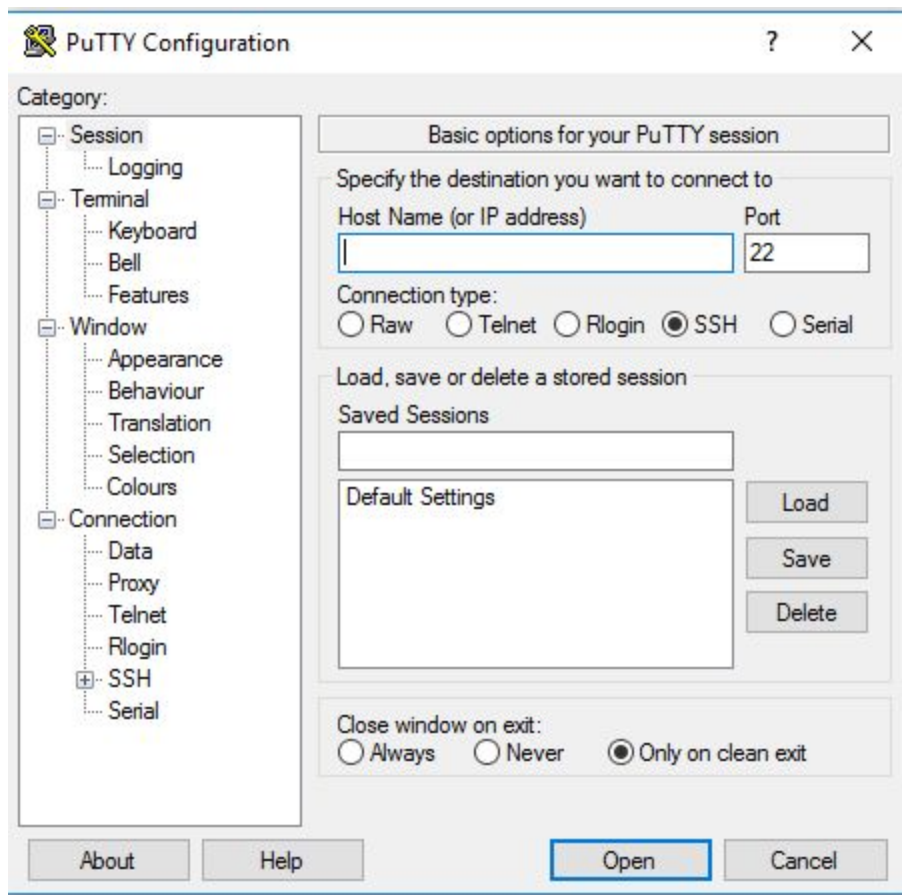 PuTTY Configuration
?
Category:
Session
Logging
Terminal
Keyboard
Bell
Features
Window
Appearance
Behaviour
Translation
Selection
Colours
Connection
Data
Proxy
Telnet
Rlogin
SSH
Serial
Basic options for your PuTTY session
Specify the destination you want to connect to
Host Name (or IP address) Port
22
Connection type:
Raw Telnet Rlogin SSH Serial
Load, save or delete a stored session
Saved Sessions
Default Settings
Load
Save
Delete
Close window on exit:
Always Never Only on clean exit
About Help Open Cancel